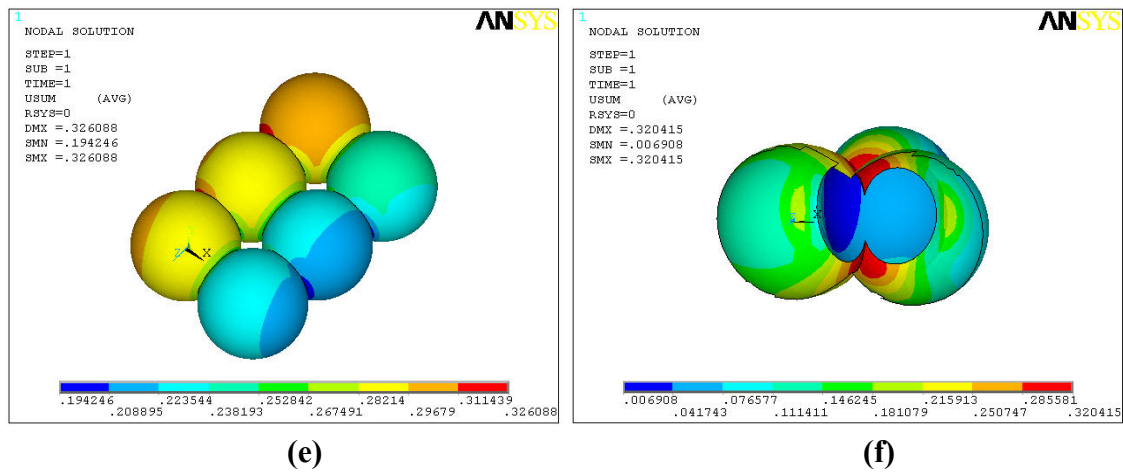 1
ANSYS
NODAL SOLUTION
STEP=1
SUB =1
TIME=1
USUM (AVG)
RSYS=0
DMX =.326088
SMN =.194246
SMX =.326088
Y
Z X
.194246 .223544 .252842 .28214 .311439
.208895 .238193 .267491 .29679 .326088
(e)
1
ANSYS
NODAL SOLUTION
STEP=1
SUB =1
TIME=1
USUM (AVG)
RSYS=0
DMX =.320415
SMN =.006908
SMX =.320415
Z X
.006908 .076577 .146245 .215913 .285581
.041743 .111411 .181079 .250747 .320415
(f)